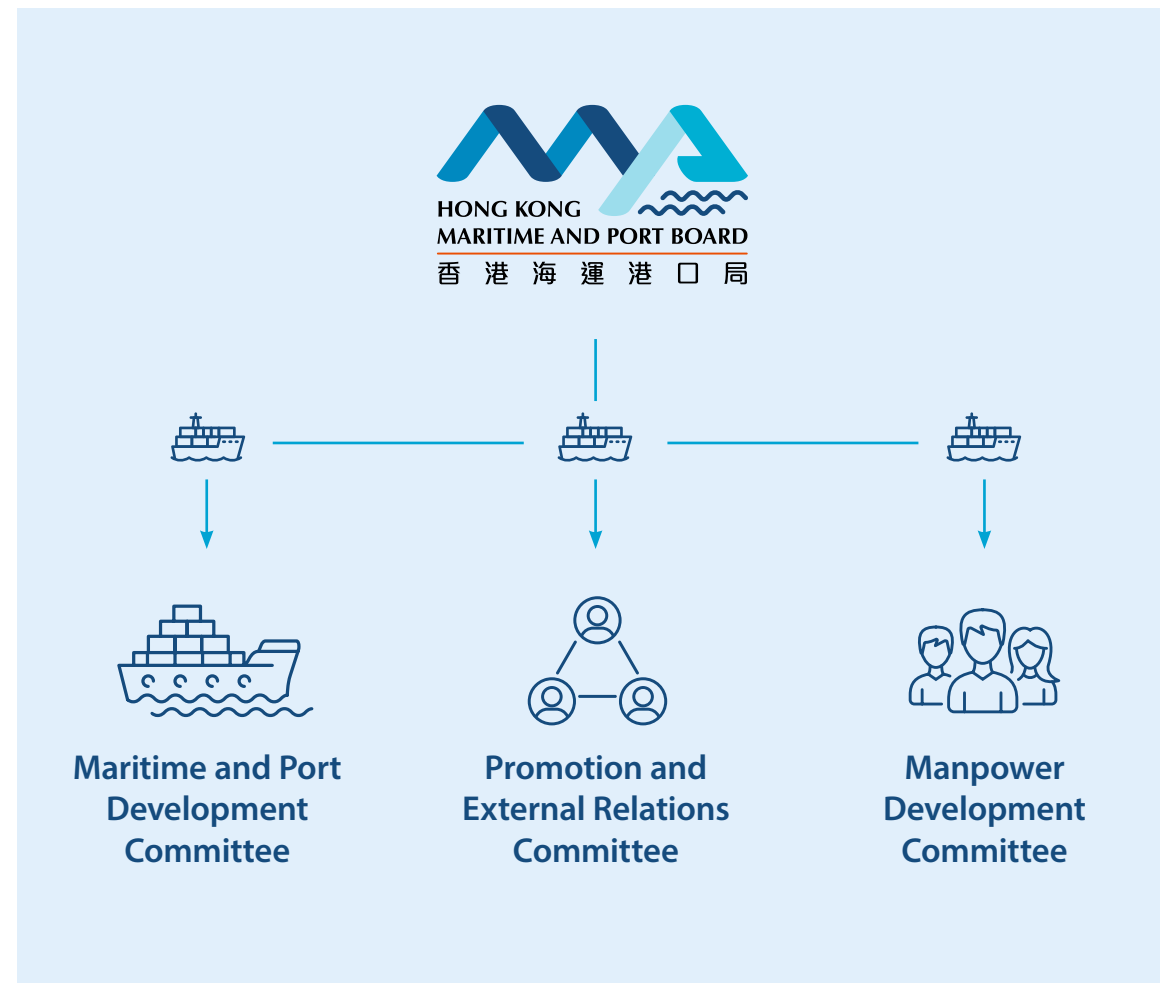 HONG KONG
MARITIME AND PORT BOARD
香港海運港口局
Maritime and Port
Development
Committee
Promotion and
External Relations
Committee
Manpower
Development
Committee